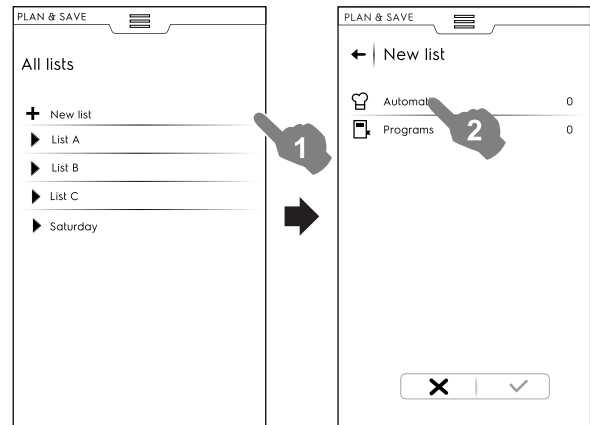 PLAN & SAVE
All lists
New list
List A
List B
List C
Saturday
1
PLAN & SAVE
New list
0
Programs 0
2